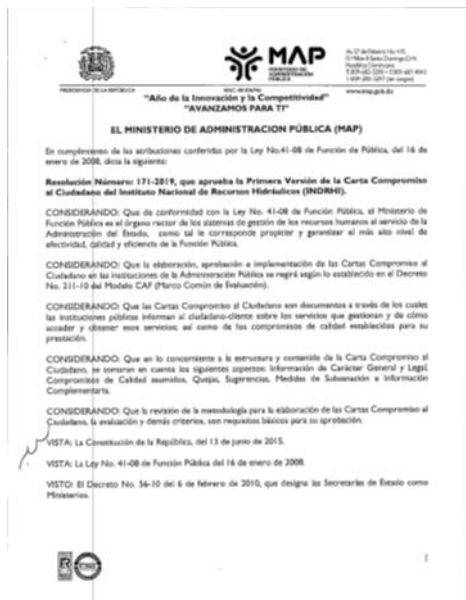 MAP
MINISTERIO DE
ADMINISTRACIÓN
PÚBLICA
República Dominicana
PRESIDENCIA DE LA REPÚBLICA
www.map.gob.do
"Año de la Innovación y la Competitividad"
"AVANZAMOS PARA TI"
EL MINISTERIO DE ADMINISTRACION PÚBLICA (MAP)
En cumplimiento de las atribuciones conferidas por la Ley No.41-08 de Función de Pública, del 16 de
enero de 2008, dicta la siguiente:
Resolución Número: 171-2019, que aprueba la Primera Versión de la Carta Compromiso
al Ciudadano del Instituto Nacional de Recursos Hidráulicos (INDRHI).
CONSIDERANDO: Que de conformidad con la Ley No. 41-08 de Función Pública, el Ministerio de
Función Pública es el órgano rector de los sistemas de gestión de los recursos humanos al servicio de la
Administración del Estado, como tal le corresponde propiciar y garantizar el más alto nivel de
efectividad, calidad y eficiencia de la Función Pública.
CONSIDERANDO: Que la elaboración, aprobación e implementación de las Cartas Compromiso al
Ciudadano en las instituciones de la Administración Pública se regirá según lo establecido en el Decreto
No. 211-10 del Modelo CAF (Marco Común de Evaluación).
CONSIDERANDO: Que las Cartas Compromiso al Ciudadano son documentos a través de los cuales
las instituciones públicas informan al ciudadano-cliente sobre los servicios que gestionan y de cómo
acceder y obtener esos servicios; así como de los compromisos de calidad establecidos para su
prestación.
CONSIDERANDO: Que en lo concerniente a la estructura y contenido de la Carta Compromiso al
Ciudadano, se tomaran en cuenta los siguientes aspectos: Información de Carácter General y Legal,
Compromisos de Calidad asumidos, Quejas, Sugerencias, Medidas de Subsanación e Información
Complementaria.
CONSIDERANDO: Que la revisión de la metodología para la elaboración de las Cartas Compromiso al
Ciudadano, la evaluación y demás criterios, son requisitos básicos para su aprobación.
VISTA: La Constitución de la República, del 13 de junio de 2015.
VISTA: La Ley No. 41-08 de Función Pública del 16 de enero de 2008.
VISTO: El Decreto No. 56-10 del 6 de febrero de 2010, que designa las Secretarías de Estado como
Ministerios.
1